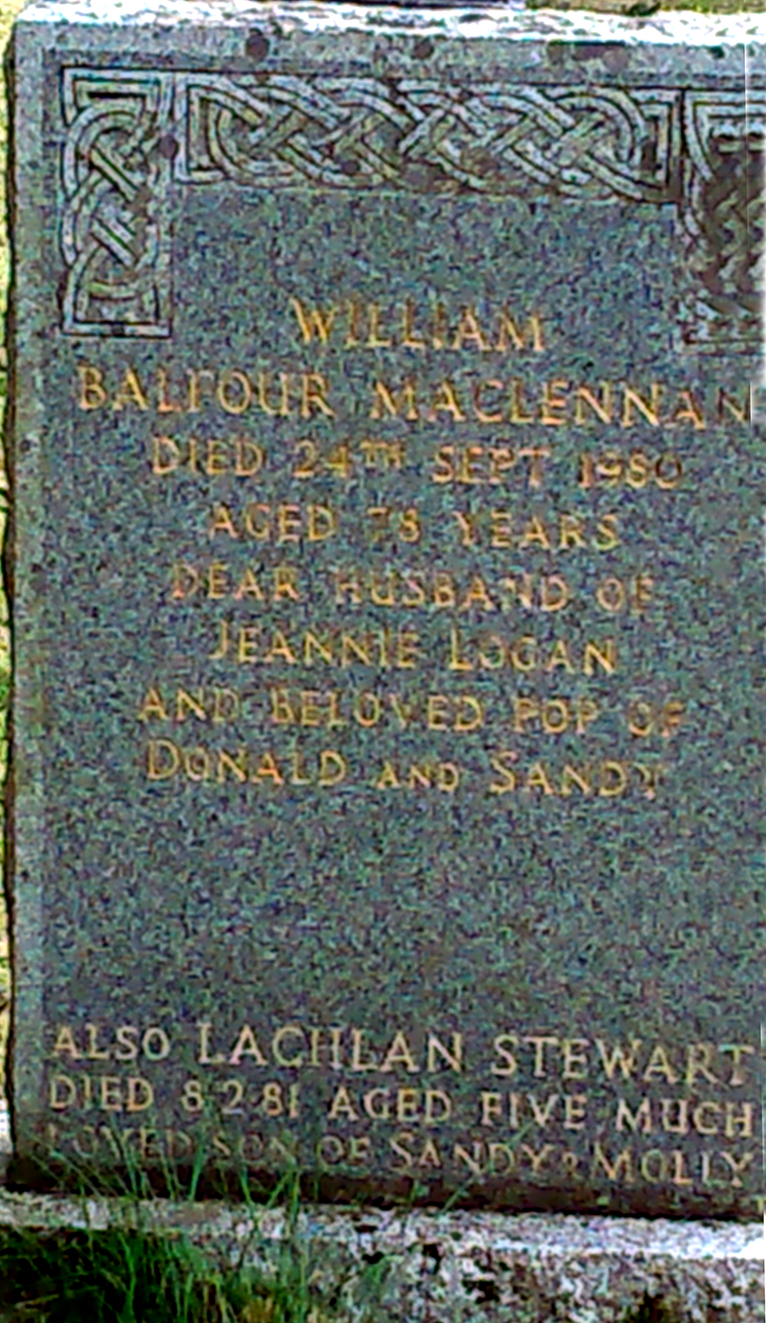 WILLIAM
BALFOUR MACLENNAN
DIED 24TH SEPT 1980
AGED 78 YEARS
DEAR HUSBAND OF
JEANNIE LOGAN
AND BELOVED POP OF
DONALD AND SANDY
ALSO LACHLAN STEWART
DIED 8·2·81 AGED FIVE MUCH
LOVED SON OF SANDY & MOLLY